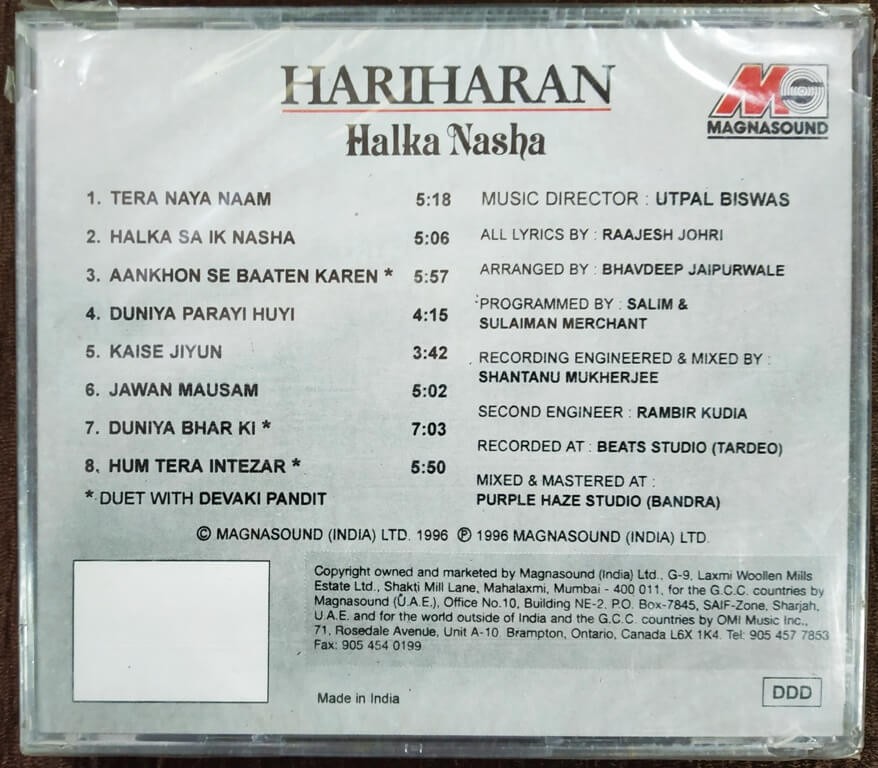 HARIHARAN
Halka Nasha
MAGNASOUND
1. TERA NAYA NAAM 5:18
2. HALKA SA IK NASHA 5:06
3. AANKHON SE BAATEN KAREN * 5:57
4. DUNIYA PARAYI HUYI 4:15
5. KAISE JIYUN 3:42
6. JAWAN MAUSAM 5:02
7. DUNIYA BHAR KI * 7:03
8. HUM TERA INTEZAR * 5:50
* DUET WITH DEVAKI PANDIT
MUSIC DIRECTOR : UTPAL BISWAS
ALL LYRICS BY : RAAJESH JOHRI
ARRANGED BY : BHAVDEEP JAIPURWALE
PROGRAMMED BY : SALIM &
SULAIMAN MERCHANT
RECORDING ENGINEERED & MIXED BY :
SHANTANU MUKHERJEE
SECOND ENGINEER : RAMBIR KUDIA
RECORDED AT : BEATS STUDIO (TARDEO)
MIXED & MASTERED AT :
PURPLE HAZE STUDIO (BANDRA)
© MAGNASOUND (INDIA) LTD. 1996 ℗ 1996 MAGNASOUND (INDIA) LTD.
Copyright owned and marketed by Magnasound (India) Ltd., G-9, Laxmi Woollen Mills
Estate Ltd., Shakti Mill Lane, Mahalaxmi, Mumbai - 400 011, for the G.C.C. countries by
Magnasound (U.A.E.), Office No.10, Building NE-2, P.O. Box-7845, SAIF-Zone, Sharjah,
U.A.E. and for the world outside of India and the G.C.C. countries by OMI Music Inc.,
71, Rosedale Avenue, Unit A-10. Brampton, Ontario, Canada L6X 1K4. Tel: 905 457 7853
Fax: 905 454 0199
Made in India
DDD